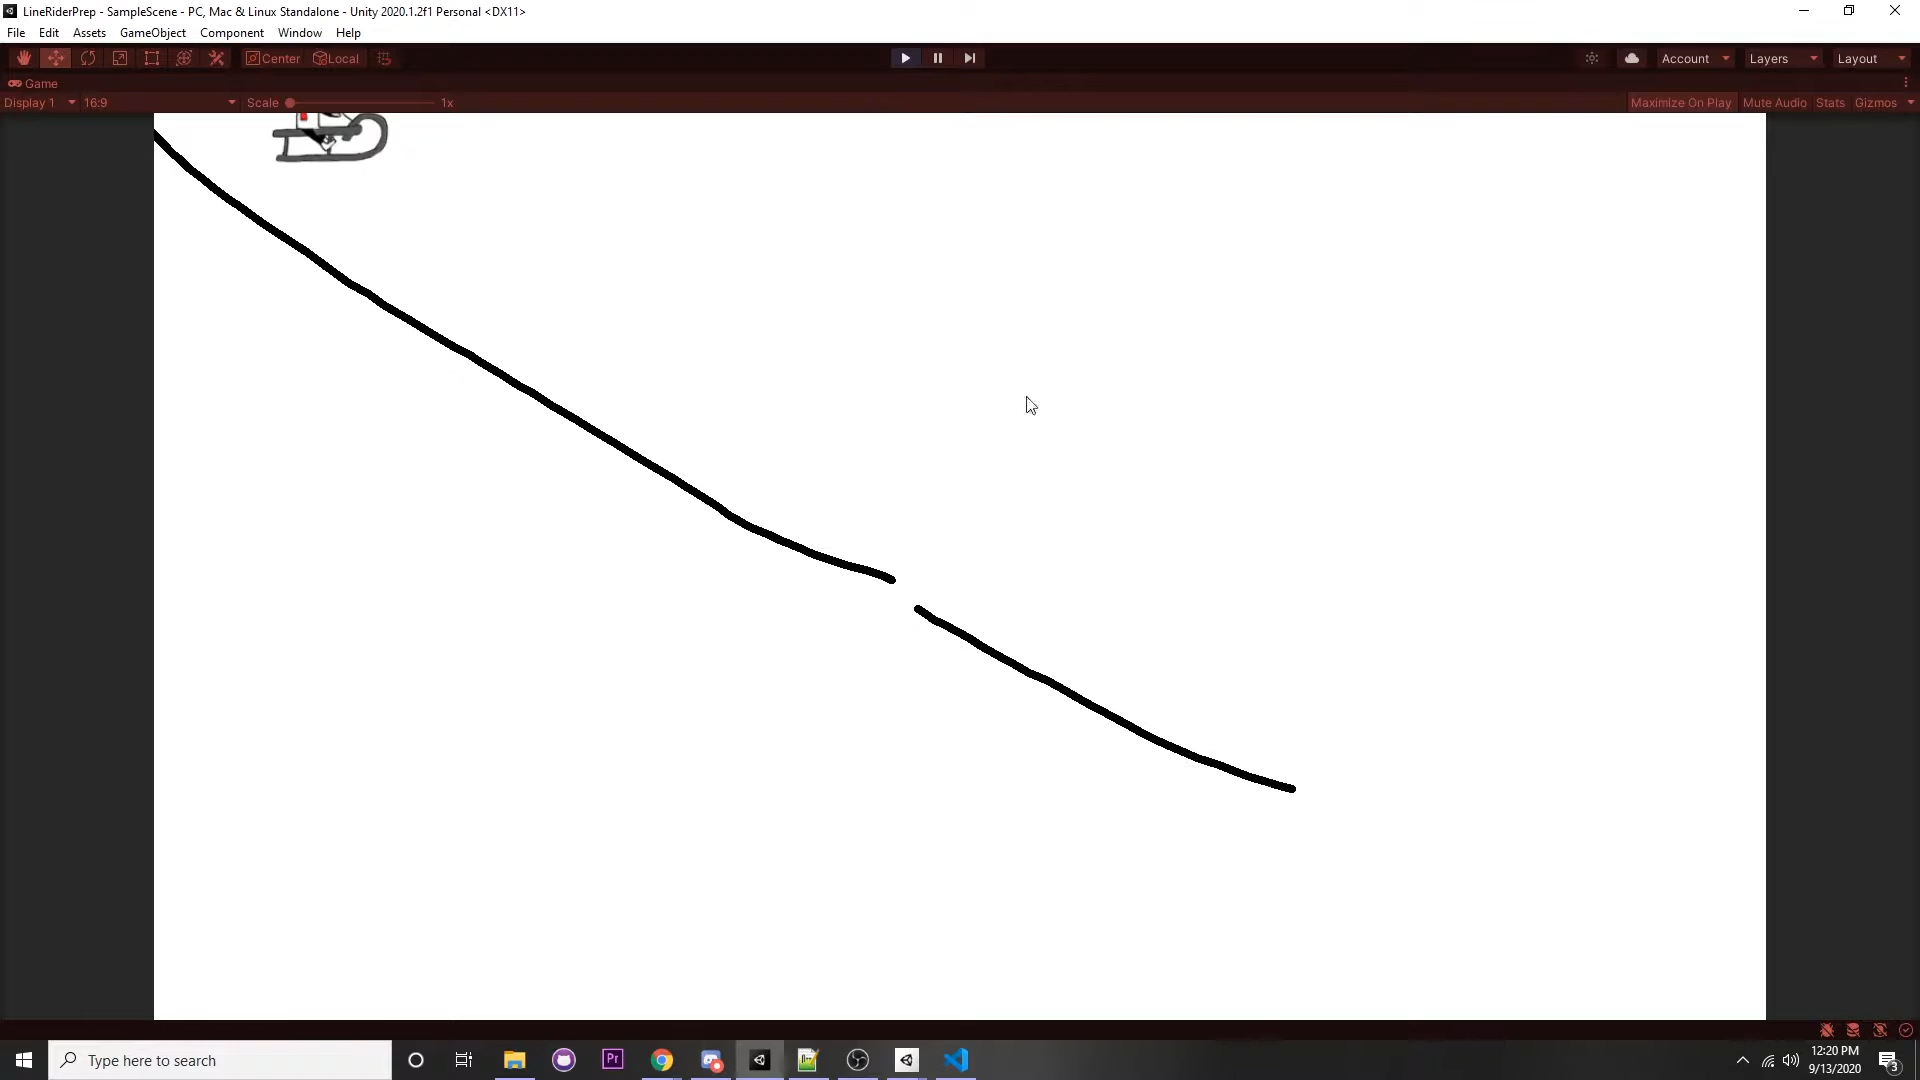 LineRiderPrep - SampleScene - PC, Mac & Linux Standalone - Unity 2020.1.2f1 Personal <DX11>
File Edit Assets GameObject Component Window Help
Center Local Account Layers Layout
Game
Display 1 16:9 Scale 1x Maximize On Play Mute Audio Stats Gizmos
Type here to search
Pr
12:20 PM
9/13/2020
3